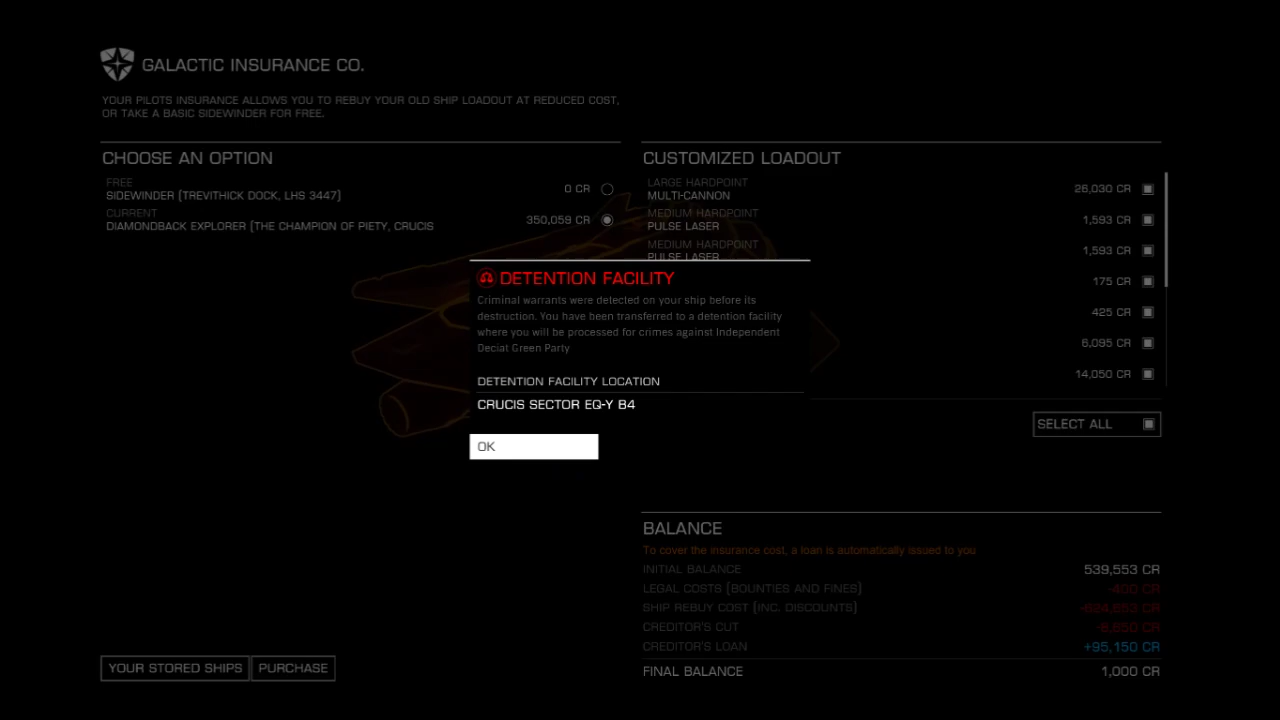 GALACTIC INSURANCE CO.
YOUR PILOTS INSURANCE ALLOWS YOU TO REBUY YOUR OLD SHIP LOADOUT AT REDUCED COST,
OR TAKE A BASIC SIDEWINDER FOR FREE.
CHOOSE AN OPTION
FREE
SIDEWINDER (TREVITHICK DOCK, LHS 3447) 0 CR
CURRENT
DIAMONDBACK EXPLORER (THE CHAMPION OF PIETY, CRUCIS 350,059 CR
CUSTOMIZED LOADOUT
LARGE HARDPOINT
MULTI-CANNON 26,030 CR
MEDIUM HARDPOINT
PULSE LASER 1,593 CR
MEDIUM HARDPOINT
PULSE LASER 1,593 CR
175 CR
425 CR
6,095 CR
14,050 CR
SELECT ALL
DETENTION FACILITY
Criminal warrants were detected on your ship before its
destruction. You have been transferred to a detention facility
where you will be processed for crimes against Independent
Deciat Green Party
DETENTION FACILITY LOCATION
CRUCIS SECTOR EQ-Y B4
OK
BALANCE
To cover the insurance cost, a loan is automatically issued to you
INITIAL BALANCE 539,553 CR
LEGAL COSTS (BOUNTIES AND FINES) -400 CR
SHIP REBUY COST (INC. DISCOUNTS) CR
CREDITOR'S CUT CR
CREDITOR'S LOAN +95,150 CR
FINAL BALANCE 1,000 CR
YOUR STORED SHIPS
PURCHASE